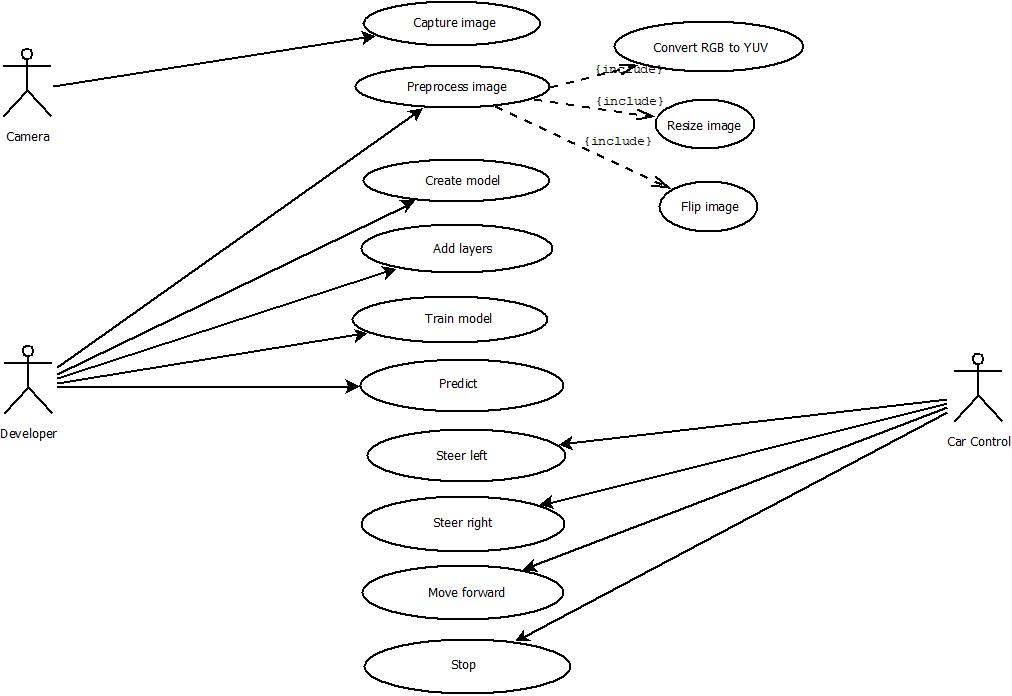 Capture image
Convert RGB to YUV
{include}
Preprocess image
{include}
Resize image
Camera
{include}
Create model
Flip image
Add layers
Train model
Predict
Developer
Car Control
Steer left
Steer right
Move forward
Stop